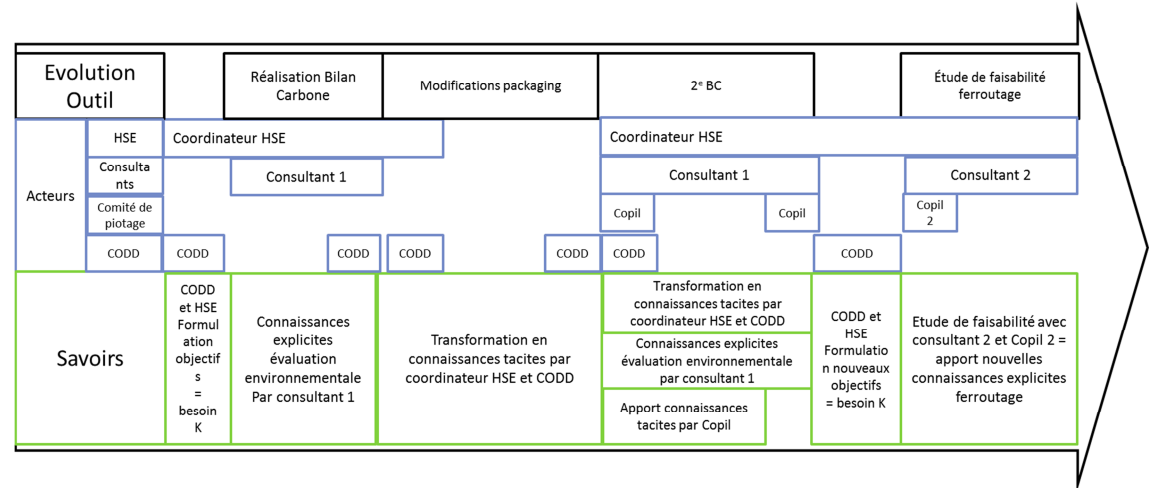 Evolution
Outil
Réalisation Bilan
Carbone
Modifications packaging
2e BC
Étude de faisabilité
ferroutage
Acteurs
HSE
Coordinateur HSE
Coordinateur HSE
Consulta
nts
Consultant 1
Consultant 1
Consultant 2
Comité de
piotage
Copil
Copil
Copil
2
CODD
CODD
CODD
CODD
CODD
CODD
CODD
Savoirs
CODD
et HSE
Formul
ation
objectif
s
=
besoin
K
Connaissances
explicites
évaluation
environnementale
Par consultant 1
Transformation en
connaissances tacites par
coordinateur HSE et CODD
Transformation en
connaissances tacites par
coordinateur HSE et CODD
Connaissances explicites
évaluation environnementale
par consultant 1
Apport connaissances
tacites par Copil
CODD et
HSE
Formulatio
n nouveaux
objectifs
= besoin K
Etude de faisabilité avec
consultant 2 et Copil 2 =
apport nouvelles
connaissances explicites
ferroutage